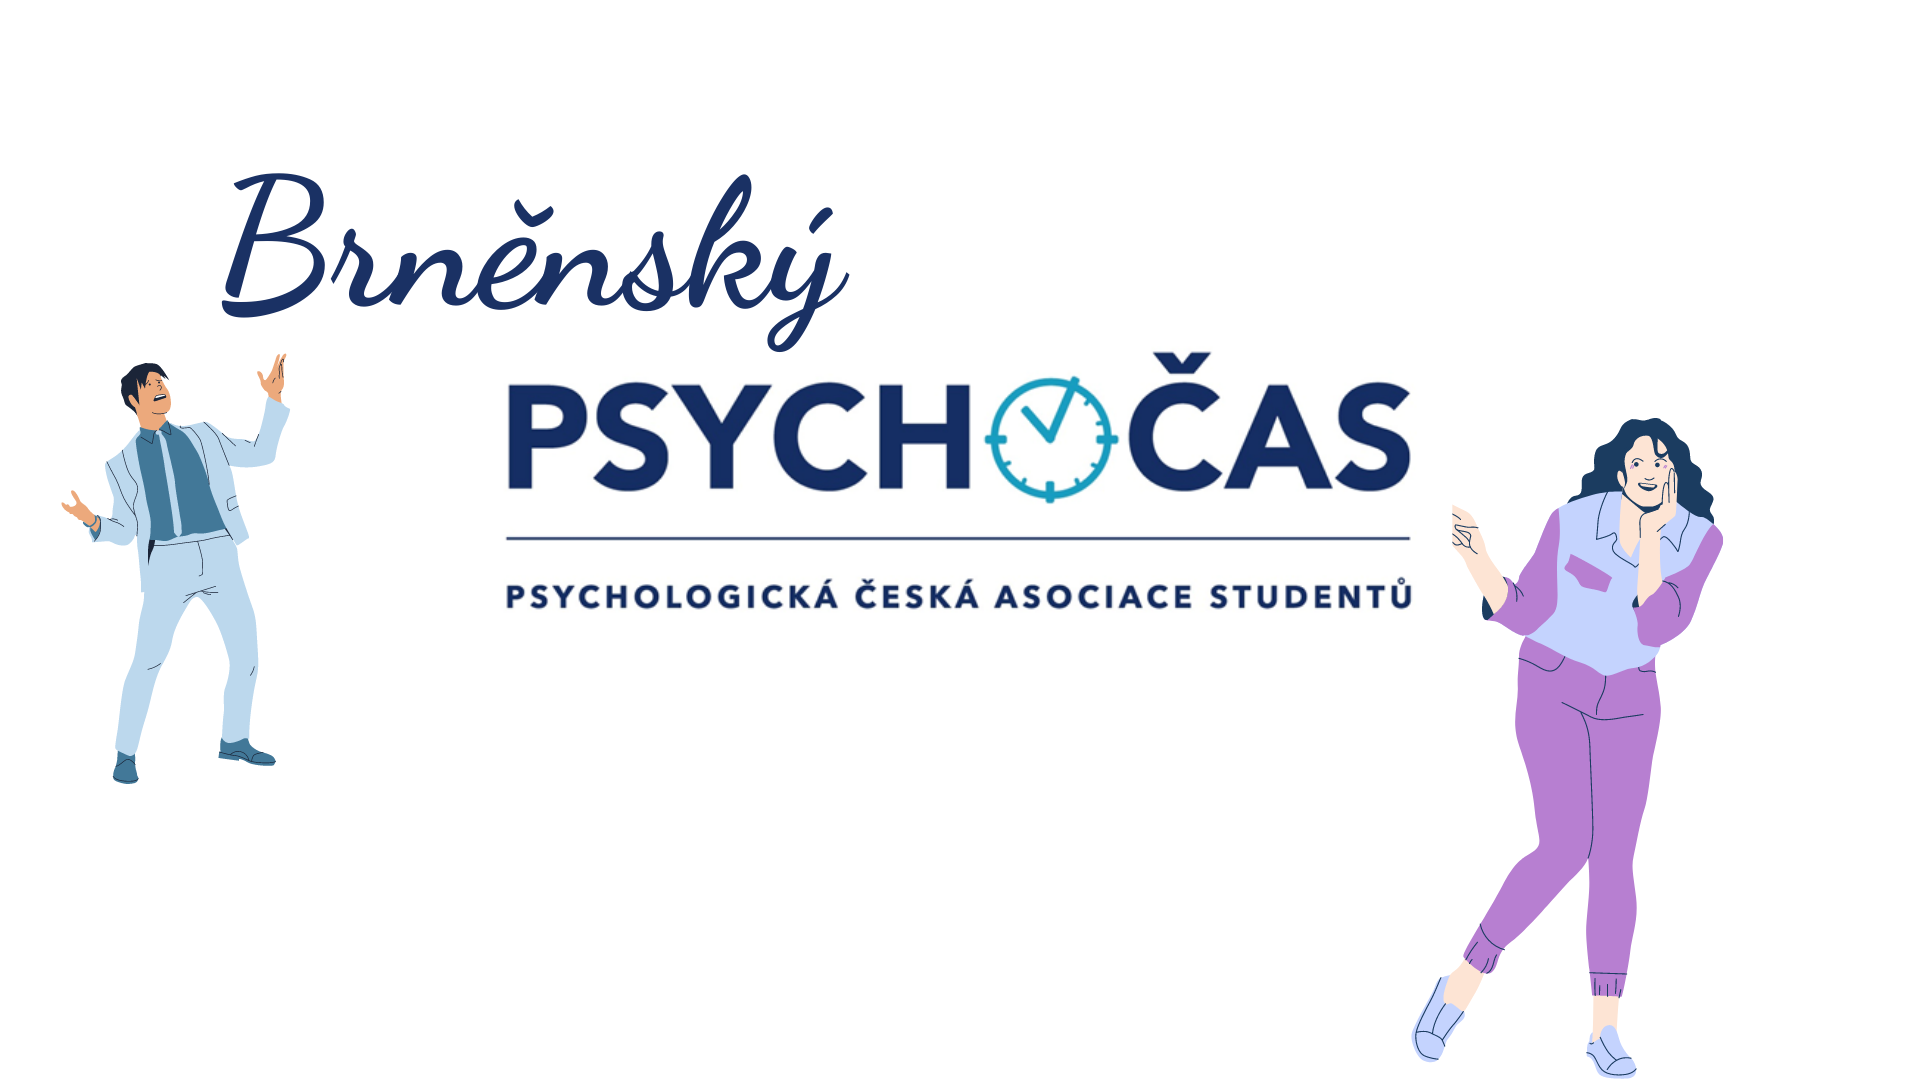 Brněnský
PSYCHOČAS
PSYCHOLOGICKÁ ČESKÁ ASOCIACE STUDENTŮ